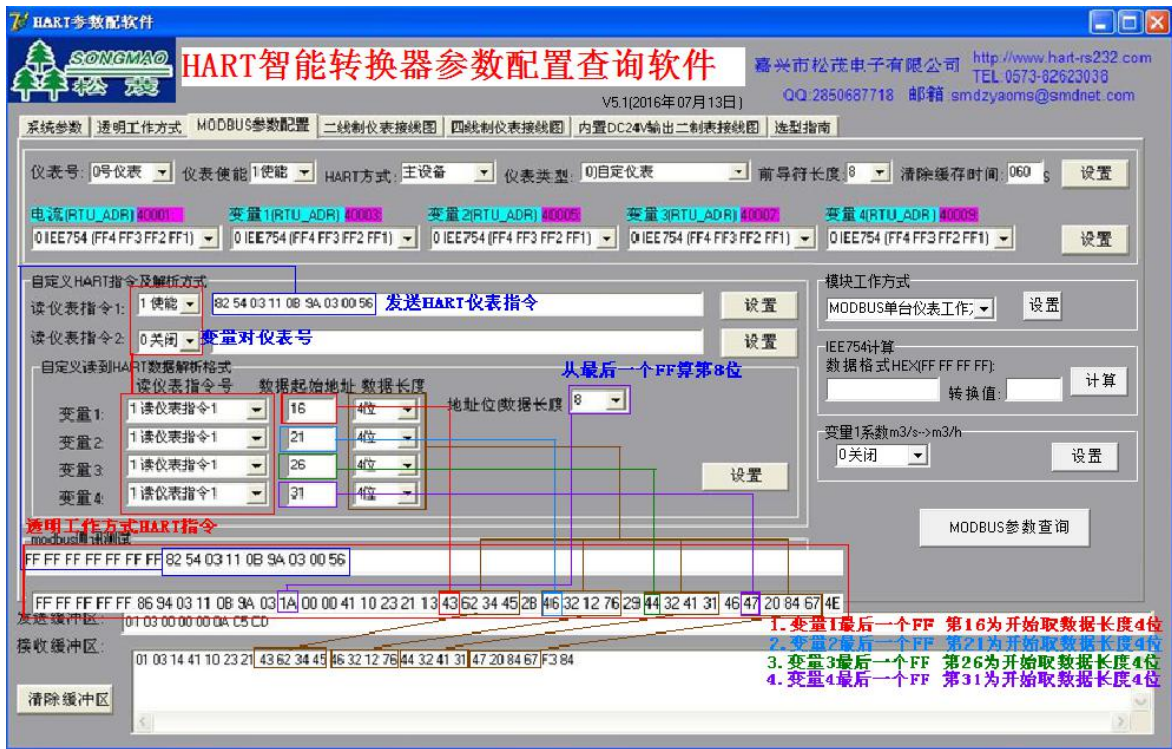 HART参数配软件
SONGMAO
松茂
HART智能转换器参数配置查询软件
V5.1(2016年07月13日)
嘉兴市松茂电子有限公司 http://www.hart-rs232.com
TEL:0573-82623038
QQ:2850687718 邮箱:smdzyaoms@smdnet.com
系统参数 透明工作方式 MODBUS参数配置 二线制仪表接线图 四线制仪表接线图 内置DC24V输出二制表接线图 选型指南
仪表号: 0号仪表 仪表使能 1使能 HART方式: 主设备 仪表类型: 0)自定仪表 前导符长度: 8 清除缓存时间: 060 s 设置
电流(RTU_ADR) 40001: 变量1(RTU_ADR) 40003: 变量2(RTU_ADR) 40005: 变量3(RTU_ADR) 40007: 变量4(RTU_ADR) 40009:
0 IEE754 (FF4 FF3 FF2 FF1) 0 IEE754 (FF4 FF3 FF2 FF1) 0 IEE754 (FF4 FF3 FF2 FF1) 0 IEE754 (FF4 FF3 FF2 FF1) 0 IEE754 (FF4 FF3 FF2 FF1) 设置
自定义HART指令及解析方式
读仪表指令1: 1 使能 82 54 03 11 0B 9A 03 00 56 发送HART仪表指令 设置
读仪表指令2: 0 关闭 变量对仪表号 设置
自定义读到HART数据解析格式
从最后一个FF算第8位
读仪表指令号 数据起始地址 数据长度
变量1: 1 读仪表指令1 16 4位 地址位(数据长度 8
变量2: 1 读仪表指令1 21 4位
变量3: 1 读仪表指令1 26 4位
变量4: 1 读仪表指令1 31 4位
设置
模块工作方式
MODBUS单台仪表工作方 设置
IEE754计算
数据格式HEX(FF FF FF FF):
转换值: 计算
变量1系数m3/s-->m3/h
0关闭 设置
MODBUS参数查询
透明工作方式HART指令
modbus通讯测试
FF FF FF FF FF FF FF FF 82 54 03 11 0B 9A 03 00 56
FF FF FF FF FF 86 94 03 11 0B 9A 03 1A 00 00 41 10 23 21 13 43 62 34 45 2B 46 32 12 76 29 44 32 41 31 46 47 20 84 67 4E
发送缓冲区: 01 03 00 00 00 0A C5 CD
接收缓冲区:
01 03 14 41 10 23 21 43 62 34 45 46 32 12 76 44 32 41 31 47 20 84 67 F3 84
1.变量1最后一个FF 第16为开始取数据长度4位
2.变量2最后一个FF 第21为开始取数据长度4位
3.变量3最后一个FF 第26为开始取数据长度4位
4.变量4最后一个FF 第31为开始取数据长度4位
清除缓冲区